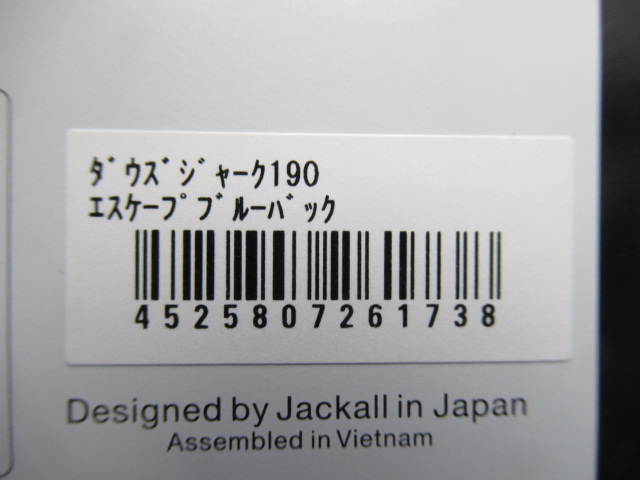 ﾀﾞｳｽﾞｼﾞｬｰｸ190
ｴｽｹｰﾌﾟﾌﾞﾙｰﾊﾞｯｸ
4525807261738
Designed by Jackall in Japan
Assembled in Vietnam